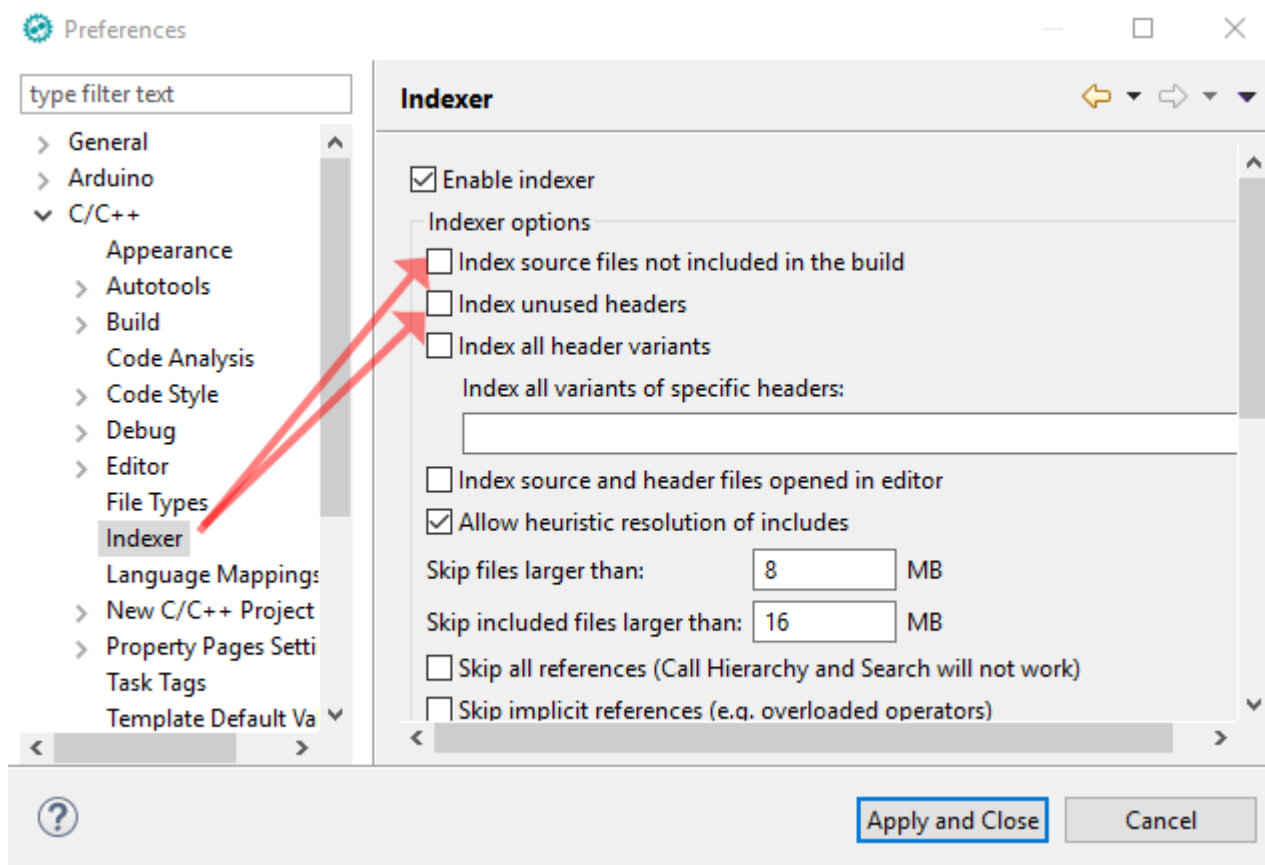 Preferences
type filter text
General
Arduino
C/C++
Appearance
Autotools
Build
Code Analysis
Code Style
Debug
Editor
File Types
Indexer
Language Mappings
New C/C++ Project
Property Pages Setti
Task Tags
Template Default Va
Indexer
Enable indexer
Indexer options
Index source files not included in the build
Index unused headers
Index all header variants
Index all variants of specific headers:
Index source and header files opened in editor
Allow heuristic resolution of includes
Skip files larger than: 8 MB
Skip included files larger than: 16 MB
Skip all references (Call Hierarchy and Search will not work)
Skip implicit references (e.g. overloaded operators)
?
Apply and Close
Cancel